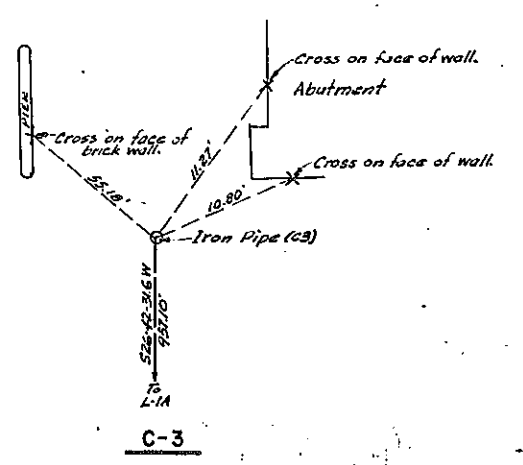 Cross on face of wall.
Abutment
PIER
Cross on face of
brick wall.
Cross on face of wall.
55.18'
11.27'
10.80'
Iron Pipe (C3)
S26-42-31.6 W
957.10'
To
L-1A
C-3